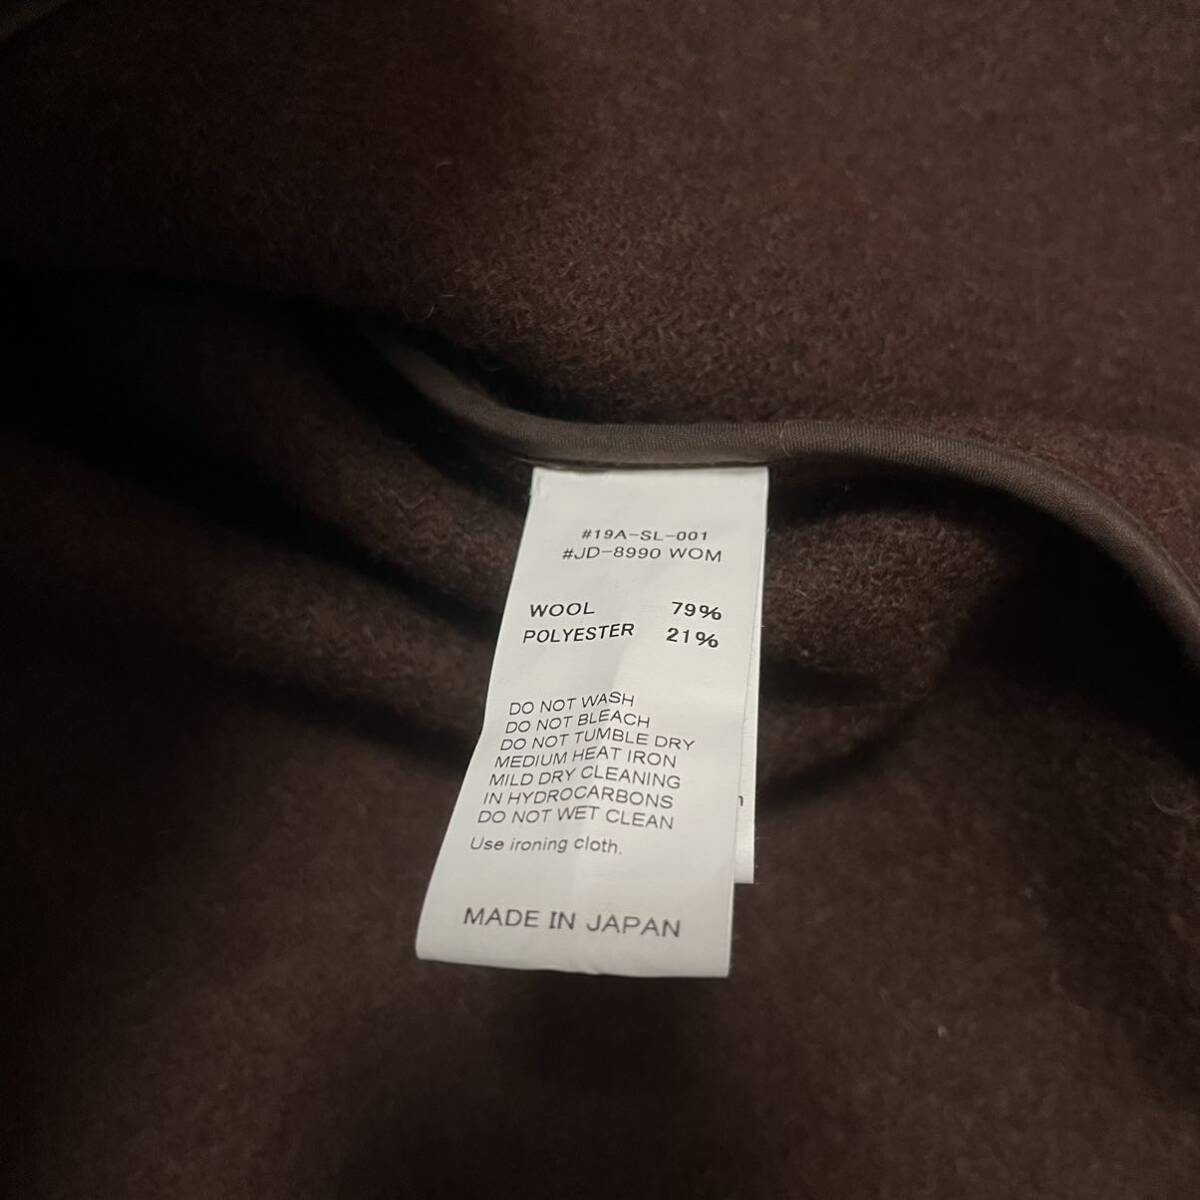 #19A-SL-001
#JD-8990 WOM
WOOL 79%
POLYESTER 21%
DO NOT WASH
DO NOT BLEACH
DO NOT TUMBLE DRY
MEDIUM HEAT IRON
MILD DRY CLEANING
IN HYDROCARBONS
DO NOT WET CLEAN
Use ironing cloth.
MADE IN JAPAN